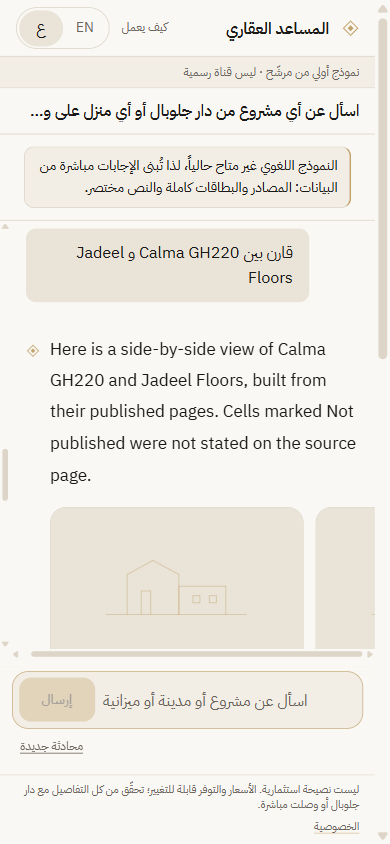 المساعد العقاري
كيف يعمل
EN
ع
نموذج أولي من مرشّح · ليس قناة رسمية
اسأل عن أي مشروع من دار جلوبال أو أي منزل على و...
النموذج اللغوي غير متاح حالياً، لذا تُبنى الإجابات مباشرة من
البيانات: المصادر والبطاقات كاملة والنص مختصر.
قارن بين Calma GH220 و Jadeel
Floors
Here is a side-by-side view of Calma
GH220 and Jadeel Floors, built from
their published pages. Cells marked Not
published were not stated on the source
page.
اسأل عن مشروع أو مدينة أو ميزانية
إرسال
محادثة جديدة
ليست نصيحة استثمارية. الأسعار والتوفر قابلة للتغيير؛ تحقّق من كل التفاصيل مع دار
جلوبال أو وصلت مباشرة.
الخصوصية